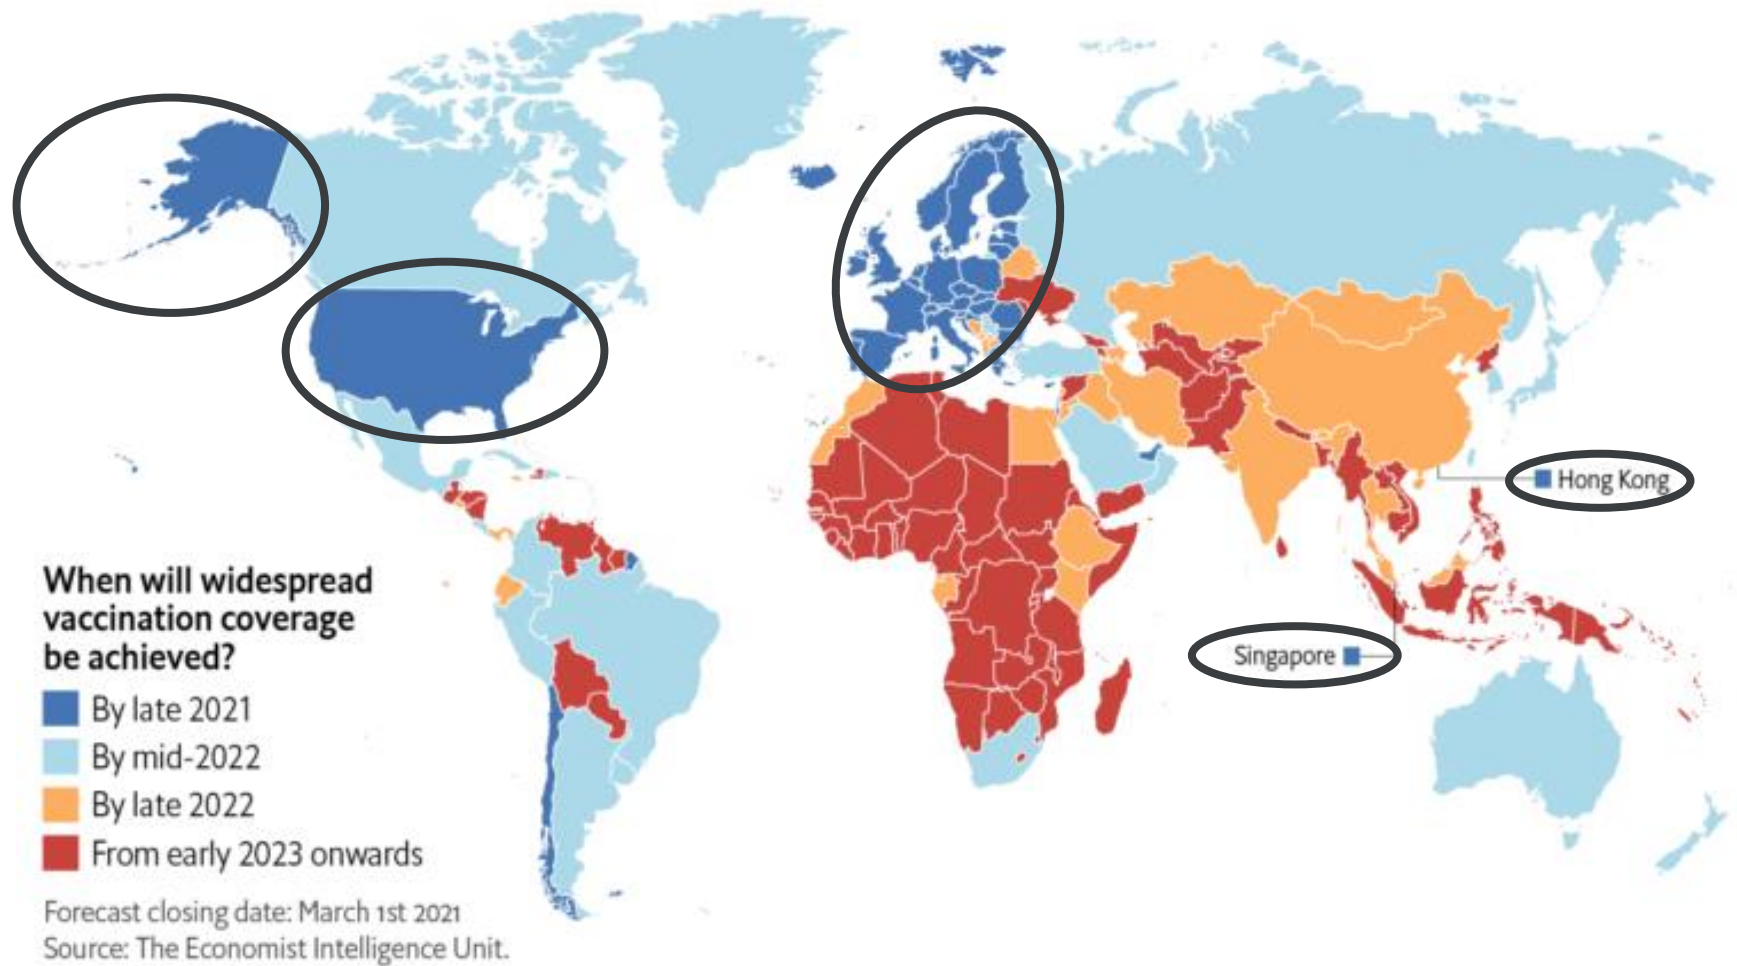 Hong Kong
When will widespread
vaccination coverage
be achieved?
Singapore
By late 2021
By mid-2022
By late 2022
From early 2023 onwards
Forecast closing date: March 1st 2021
Source: The Economist Intelligence Unit.